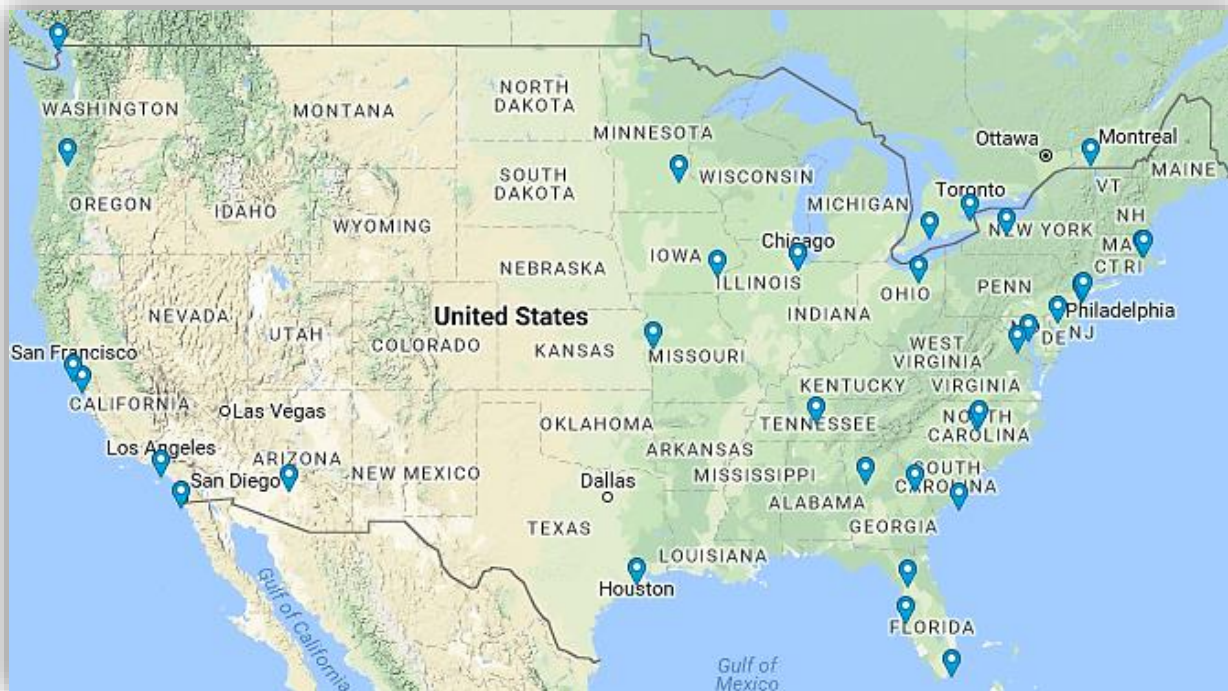 WASHINGTON
MONTANA
NORTH
DAKOTA
MINNESOTA
Ottawa
Montreal
MAINE
OREGON
IDAHO
SOUTH
DAKOTA
WISCONSIN
MICHIGAN
Toronto
VT
NH
WYOMING
NEW YORK
MA
CT RI
IOWA
Chicago
NEBRASKA
ILLINOIS
OHIO
PENN
NEVADA
UTAH
COLORADO
United States
KANSAS
MISSOURI
INDIANA
WEST
VIRGINIA
Philadelphia
DE
NJ
San Francisco
CALIFORNIA
Las Vegas
KENTUCKY
VIRGINIA
OKLAHOMA
TENNESSEE
NORTH
CAROLINA
Los Angeles
ARIZONA
NEW MEXICO
ARKANSAS
MISSISSIPPI
San Diego
Dallas
ALABAMA
SOUTH
CAROLINA
TEXAS
GEORGIA
LOUISIANA
Houston
Gulf of California
FLORIDA
Gulf of
Mexico